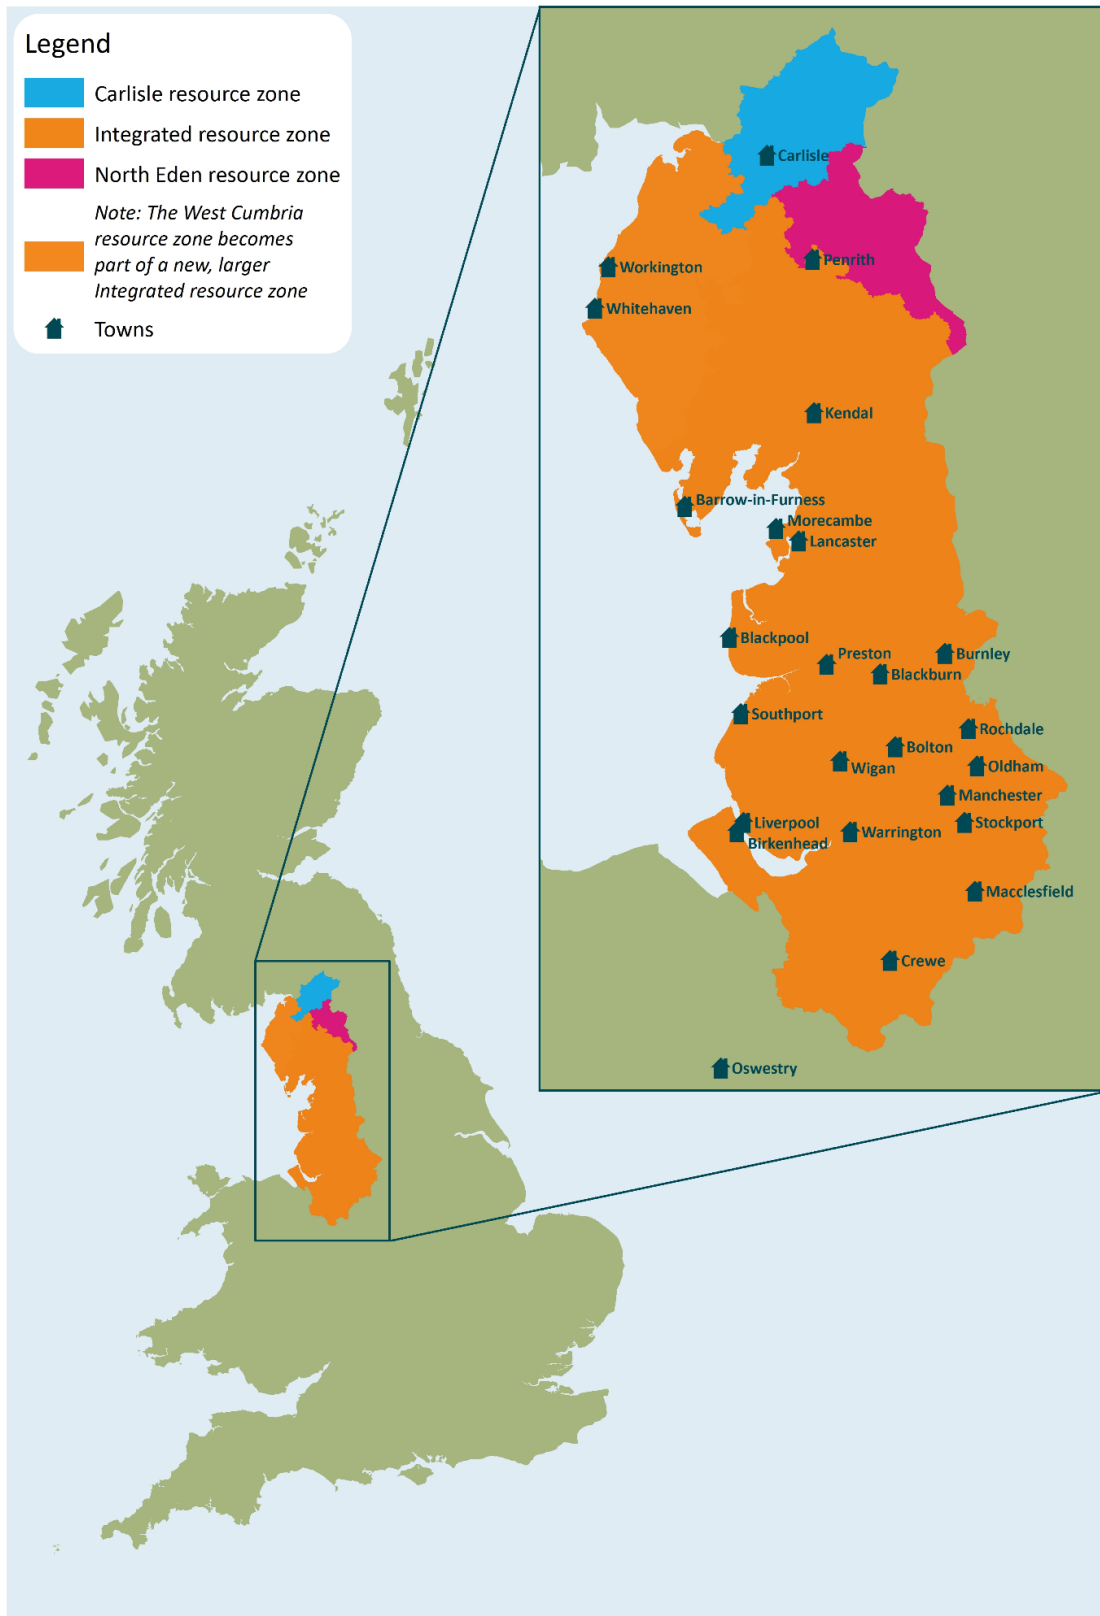 Legend
Carlisle resource zone
Integrated resource zone
North Eden resource zone
Note: The West Cumbria
resource zone becomes
part of a new, larger
Integrated resource zone
Towns
Carlisle
Penrith
Workington
Whitehaven
Kendal
Barrow-in-Furness
Morecambe
Lancaster
Blackpool
Preston
Burnley
Blackburn
Southport
Rochdale
Bolton
Wigan
Oldham
Manchester
Liverpool
Stockport
Birkenhead
Warrington
Macclesfield
Crewe
Oswestry